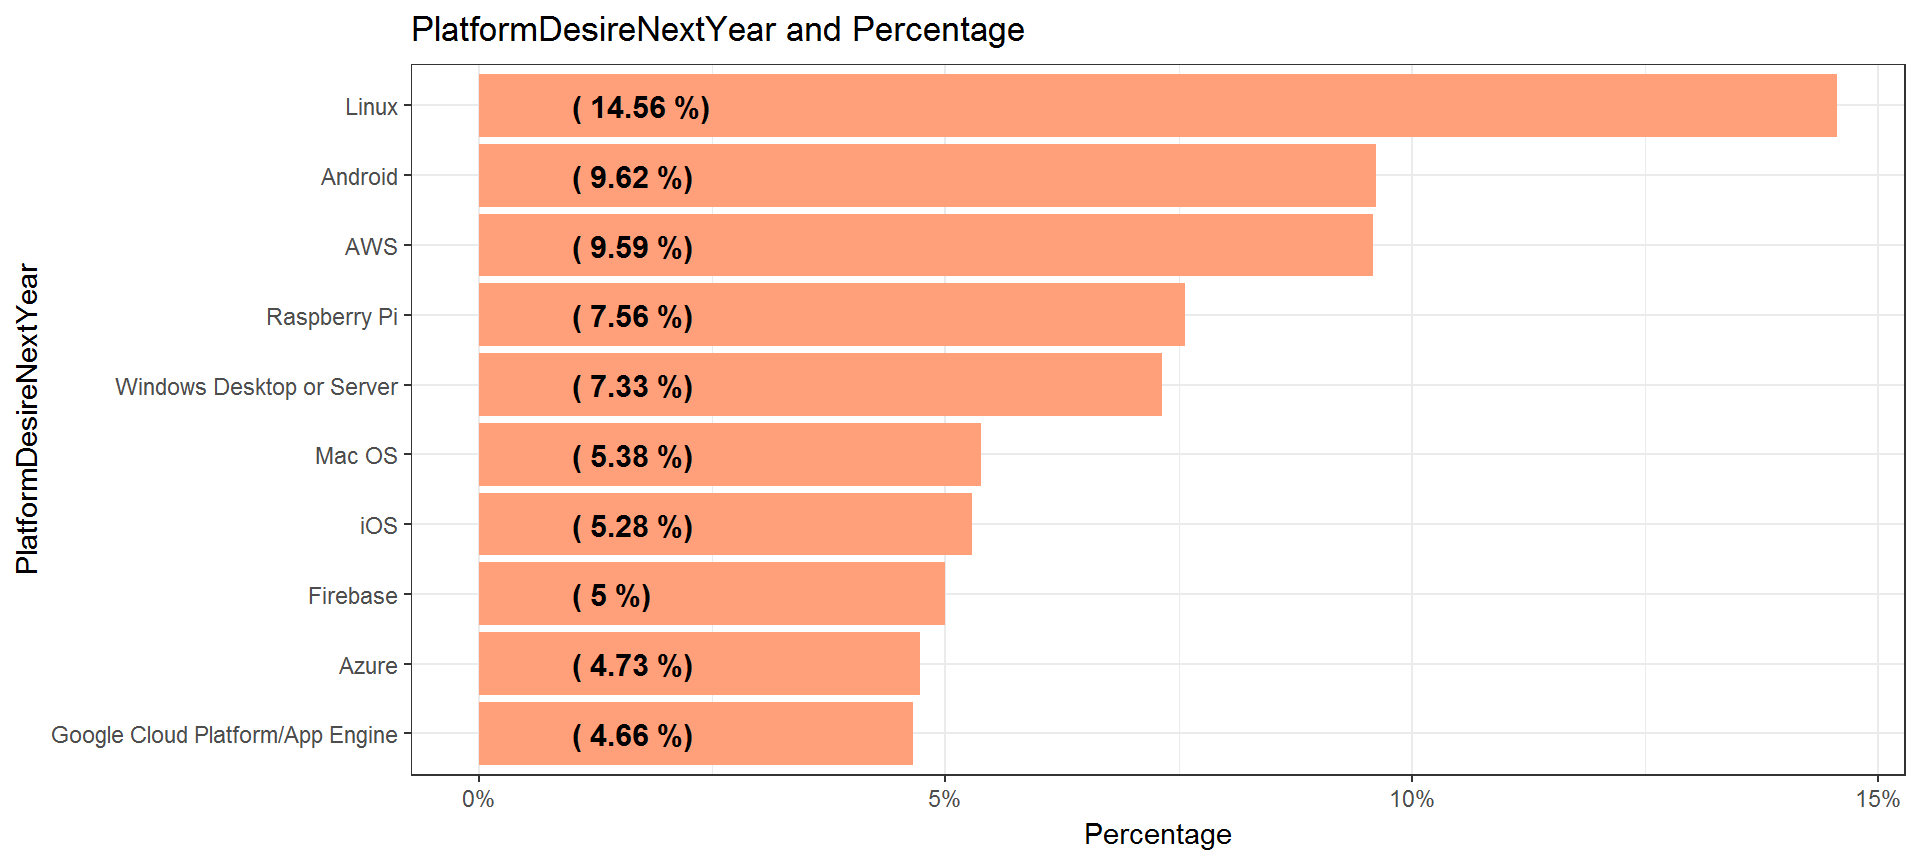 PlatformDesireNextYear and Percentage
PlatformDesireNextYear
Linux ( 14.56 %)
Android ( 9.62 %)
AWS ( 9.59 %)
Raspberry Pi ( 7.56 %)
Windows Desktop or Server ( 7.33 %)
Mac OS ( 5.38 %)
iOS ( 5.28 %)
Firebase ( 5 %)
Azure ( 4.73 %)
Google Cloud Platform/App Engine ( 4.66 %)
0% 5% 10% 15%
Percentage